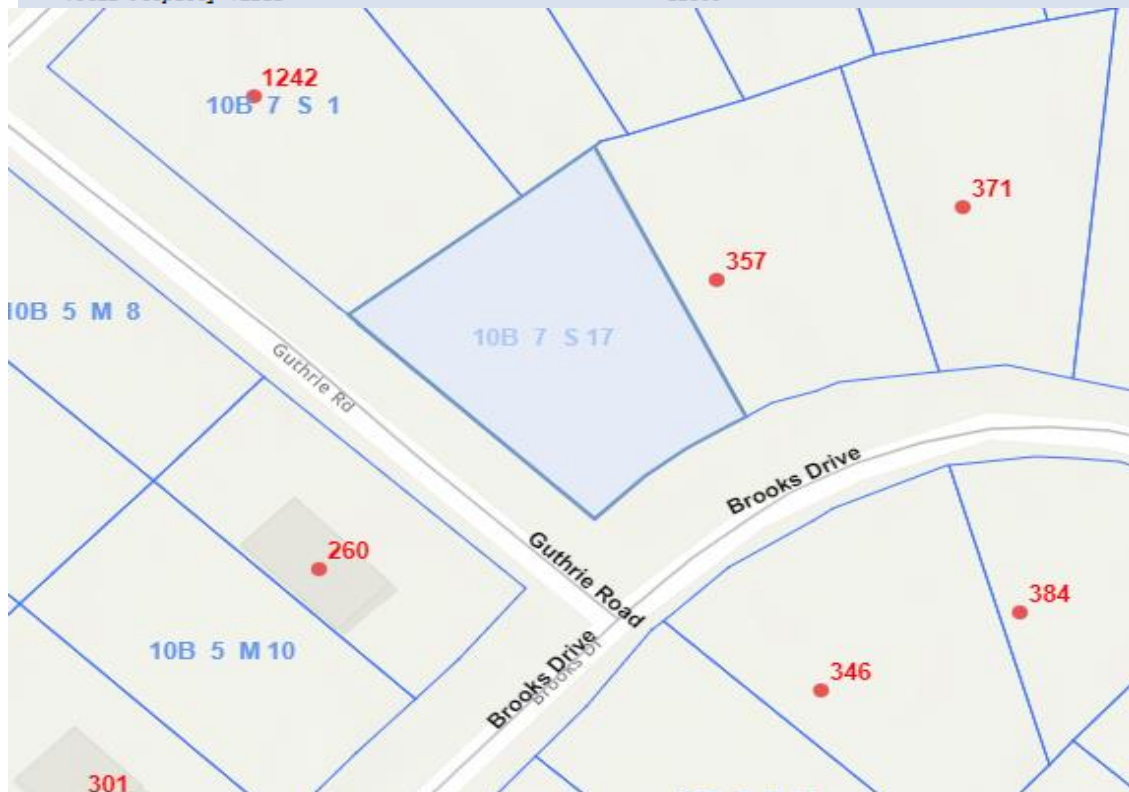 1242
10B 7 S 1
371
357
10B 5 M 8
10B 7 S 17
Guthrie Rd
Brooks Drive
Guthrie Road
260
384
Brooks Drive
Brooks Dr
10B 5 M 10
346
301